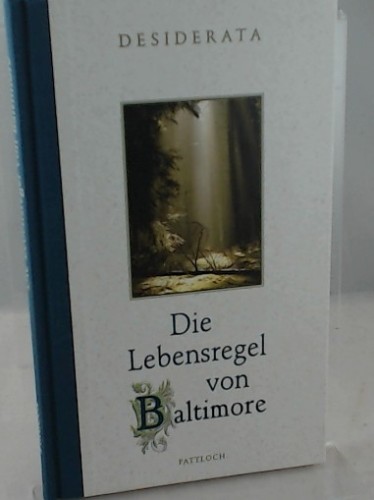 DESIDERATA
Die
Lebensregel
von
Baltimore
PATTLOCH